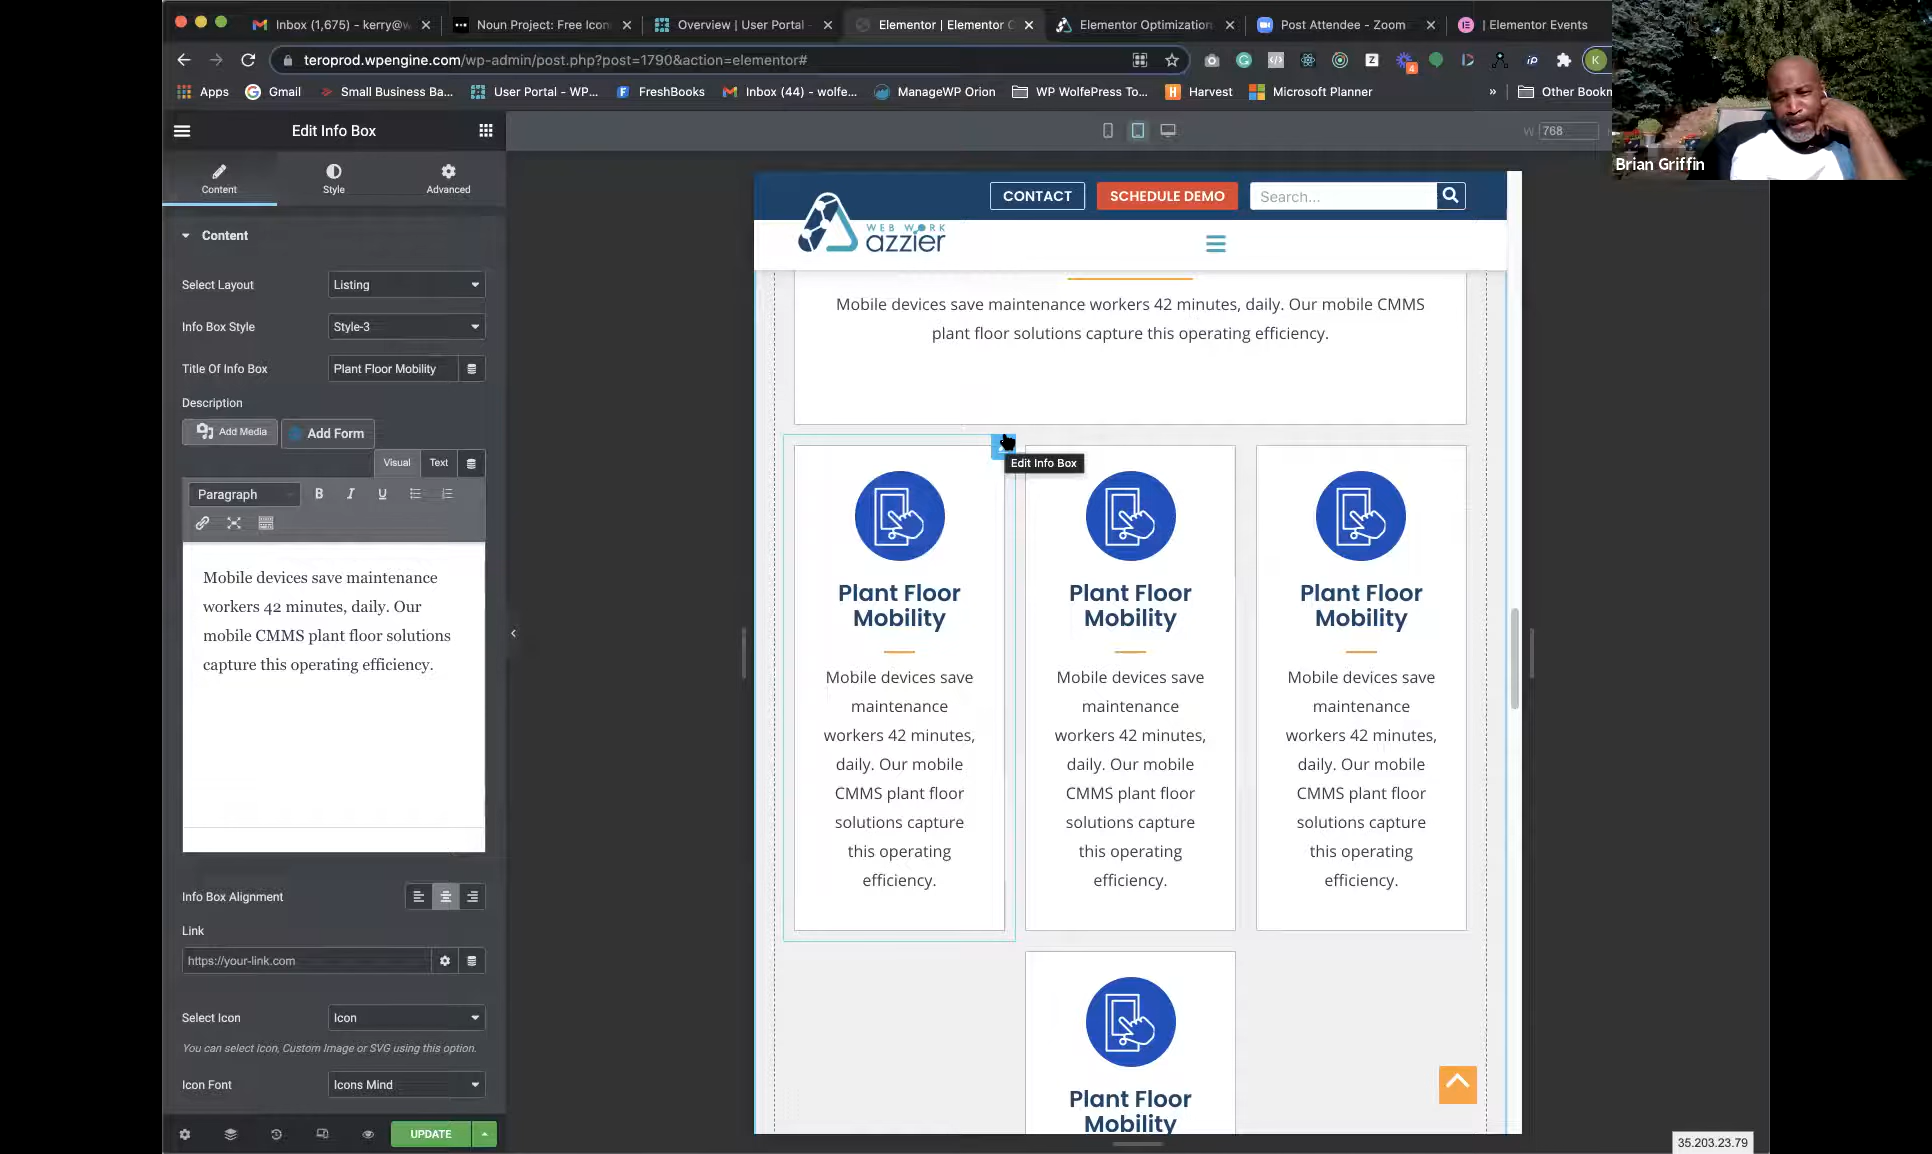 Inbox (1,675) - kerry@w
Noun Project: Free Icon
Overview | User Portal
Elementor | Elementor
Elementor Optimization
Post Attendee - Zoom
| Elementor Events
teroprod.wpengine.com/wp-admin/post.php?post=1790&action=elementor#
Apps
Gmail
Small Business Ba...
User Portal - WP...
FreshBooks
Inbox (44) - wolfe...
ManageWP Orion
WP WolfePress To...
Harvest
Microsoft Planner
»
Other Bookm
Brian Griffin
Edit Info Box
W 768
Content
Style
Advanced
Content
Select Layout
Listing
Info Box Style
Style-3
Title Of Info Box
Plant Floor Mobility
Description
Add Media
Add Form
Visual
Text
Paragraph
B I U
Mobile devices save maintenance
workers 42 minutes, daily. Our
mobile CMMS plant floor solutions
capture this operating efficiency.
Info Box Alignment
Link
https://your-link.com
Select Icon
Icon
You can select Icon, Custom Image or SVG using this option.
Icon Font
Icons Mind
UPDATE
CONTACT
SCHEDULE DEMO
Search...
WEB WORK
azzier
Mobile devices save maintenance workers 42 minutes, daily. Our mobile CMMS
plant floor solutions capture this operating efficiency.
Edit Info Box
Plant Floor
Mobility
Mobile devices save
maintenance
workers 42 minutes,
daily. Our mobile
CMMS plant floor
solutions capture
this operating
efficiency.
Plant Floor
Mobility
Mobile devices save
maintenance
workers 42 minutes,
daily. Our mobile
CMMS plant floor
solutions capture
this operating
efficiency.
Plant Floor
Mobility
Mobile devices save
maintenance
workers 42 minutes,
daily. Our mobile
CMMS plant floor
solutions capture
this operating
efficiency.
Plant Floor
Mobility
35.203.23.79